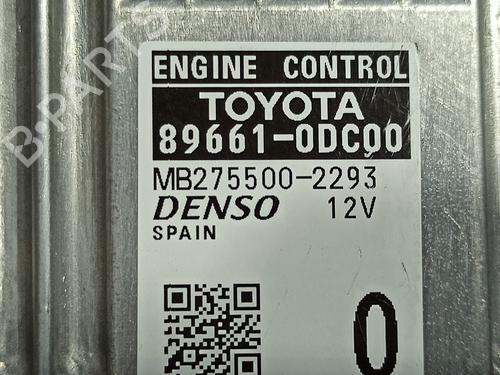 B-PARTS
ENGINE CONTROL
TOYOTA
89661-0DC00
MB275500-2293
DENSO 12V
SPAIN
0